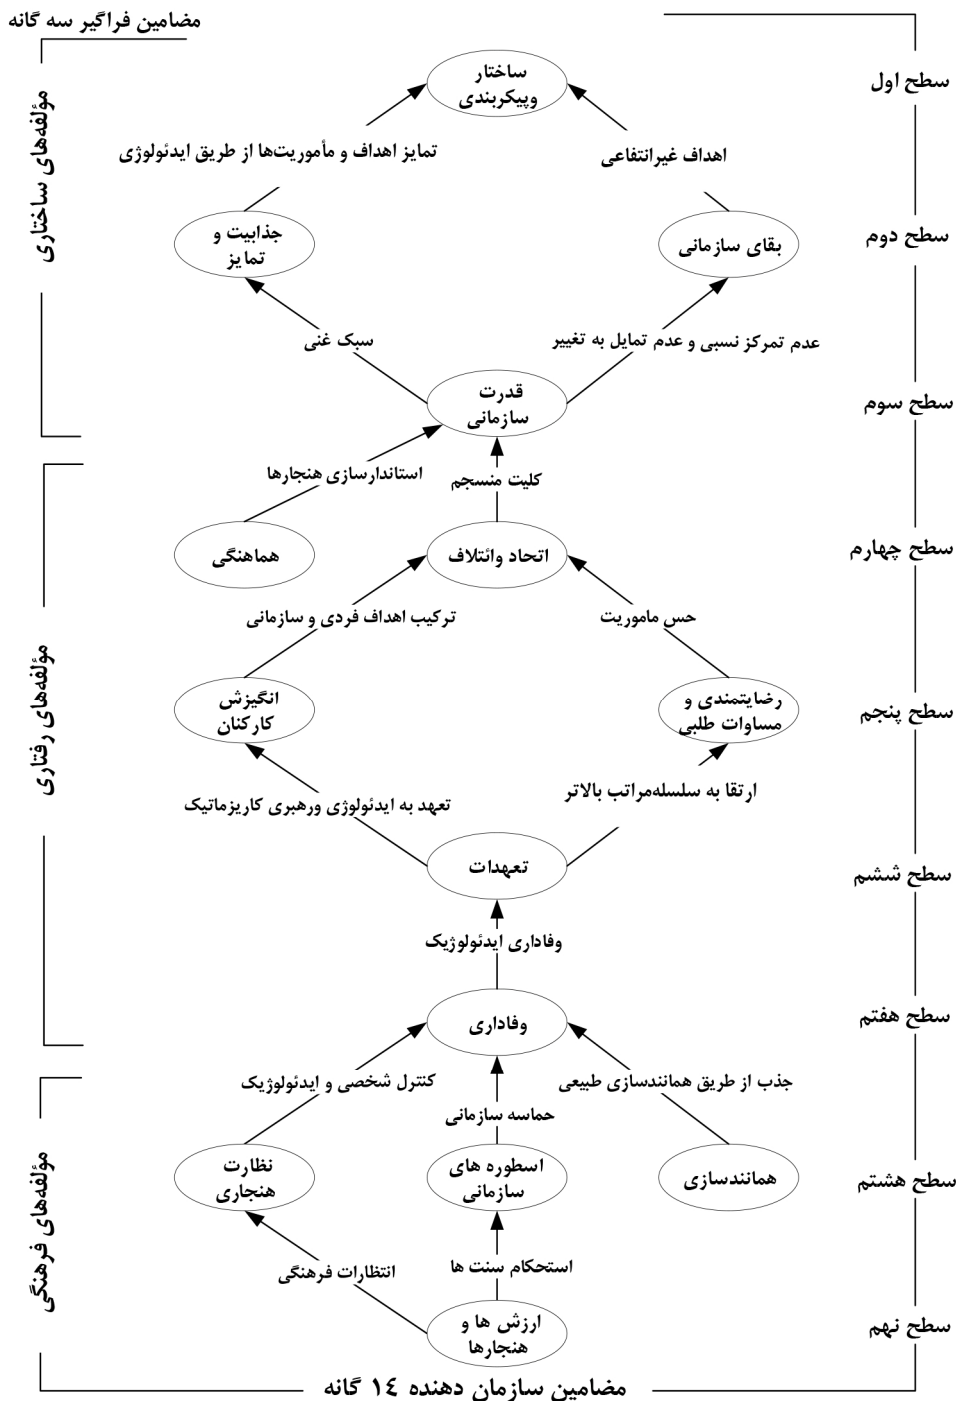 مضامین فراگیر سه گانه
سطح اول
ساختار
وپیکربندی
مؤلفه‌های ساختاری
اهداف غیرانتفاعی
تمایز اهداف و مأموریت‌ها از طریق ایدئولوژی
سطح دوم
بقای سازمانی
جذابیت و
تمایز
عدم تمرکز نسبی و عدم تمایل به تغییر
سبک غنی
سطح سوم
قدرت
سازمانی
کلیت منسجم
استاندارسازی هنجارها
سطح چهارم
اتحاد وائتلاف
هماهنگی
حس ماموریت
ترکیب اهداف فردی و سازمانی
مؤلفه‌های رفتاری
سطح پنجم
رضایتمندی و
مساوات طلبی
انگیزش
کارکنان
ارتقا به سلسله‌مراتب بالاتر
تعهد به ایدئولوژی ورهبری کاریزماتیک
سطح ششم
تعهدات
وفاداری ایدئولوژیک
سطح هفتم
وفاداری
جذب از طریق همانندسازی طبیعی
کنترل شخصی و ایدئولوژیک
حماسه سازمانی
مؤلفه‌های فرهنگی
سطح هشتم
همانندسازی
اسطوره های
سازمانی
نظارت
هنجاری
استحکام سنت ها
انتظارات فرهنگی
سطح نهم
ارزش ها و
هنجارها
مضامین سازمان دهنده ١٤ گانه